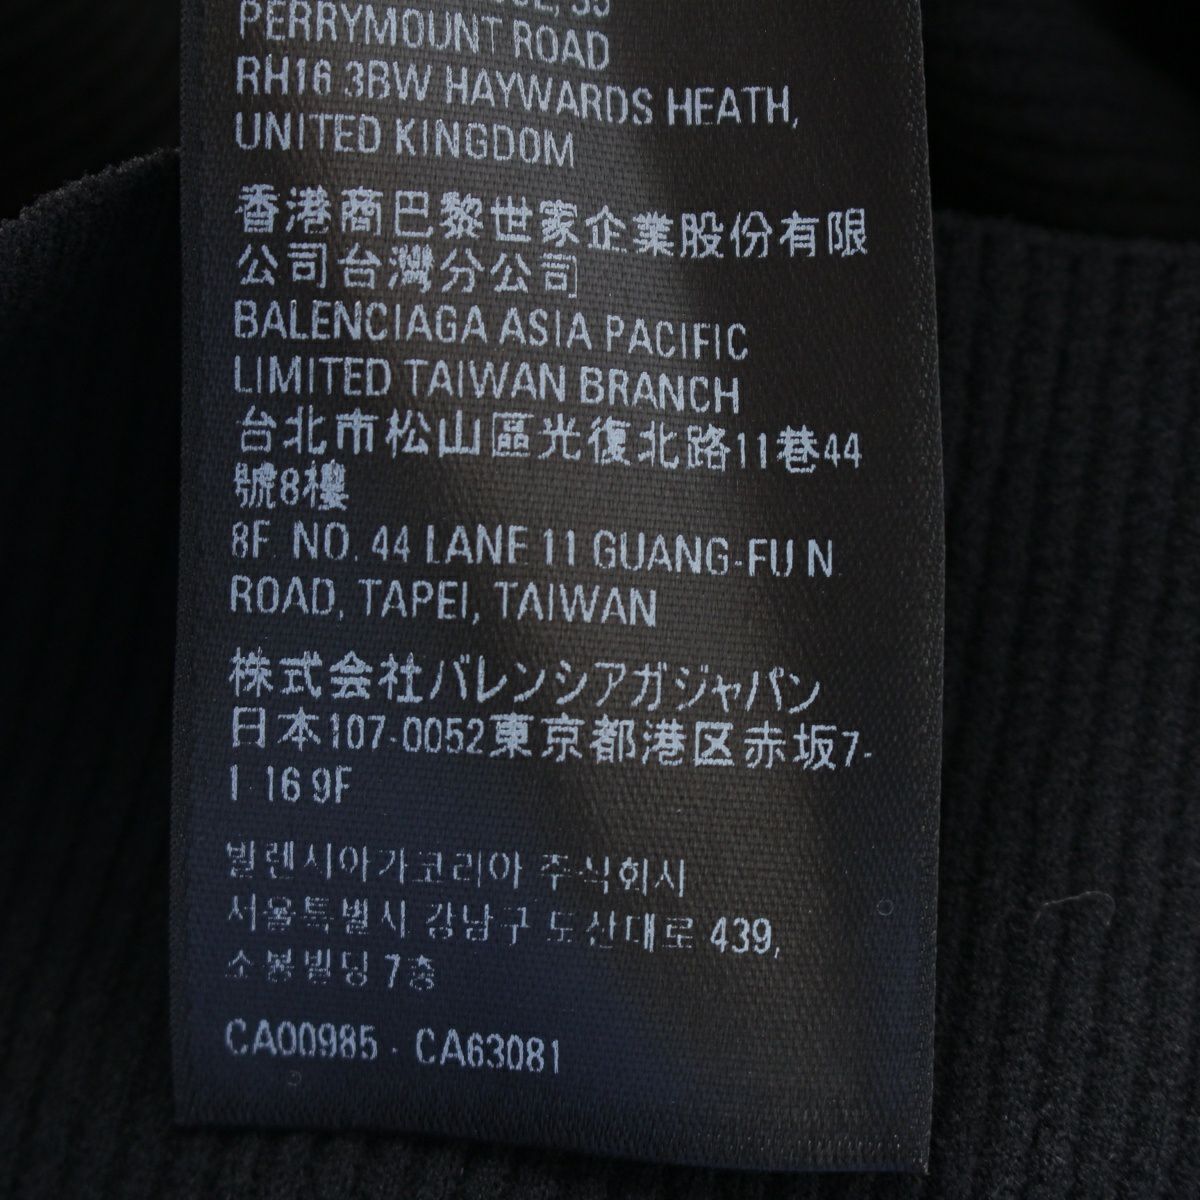 PERRYMOUNT ROAD
RH16 3BW HAYWARDS HEATH,
UNITED KINGDOM
香港商巴黎世家企業股份有限
公司台灣分公司
BALENCIAGA ASIA PACIFIC
LIMITED TAIWAN BRANCH
台北市松山區光復北路11巷44
號8樓
8F. NO. 44 LANE 11 GUANG-FU N
ROAD, TAPEI, TAIWAN
株式会社バレンシアガジャパン
日本107-0052東京都港区赤坂7-
1-16 9F
발렌시아가코리아 주식회사
서울특별시 강남구 도산대로 439,
소봉빌딩 7층
CA00985 - CA63081